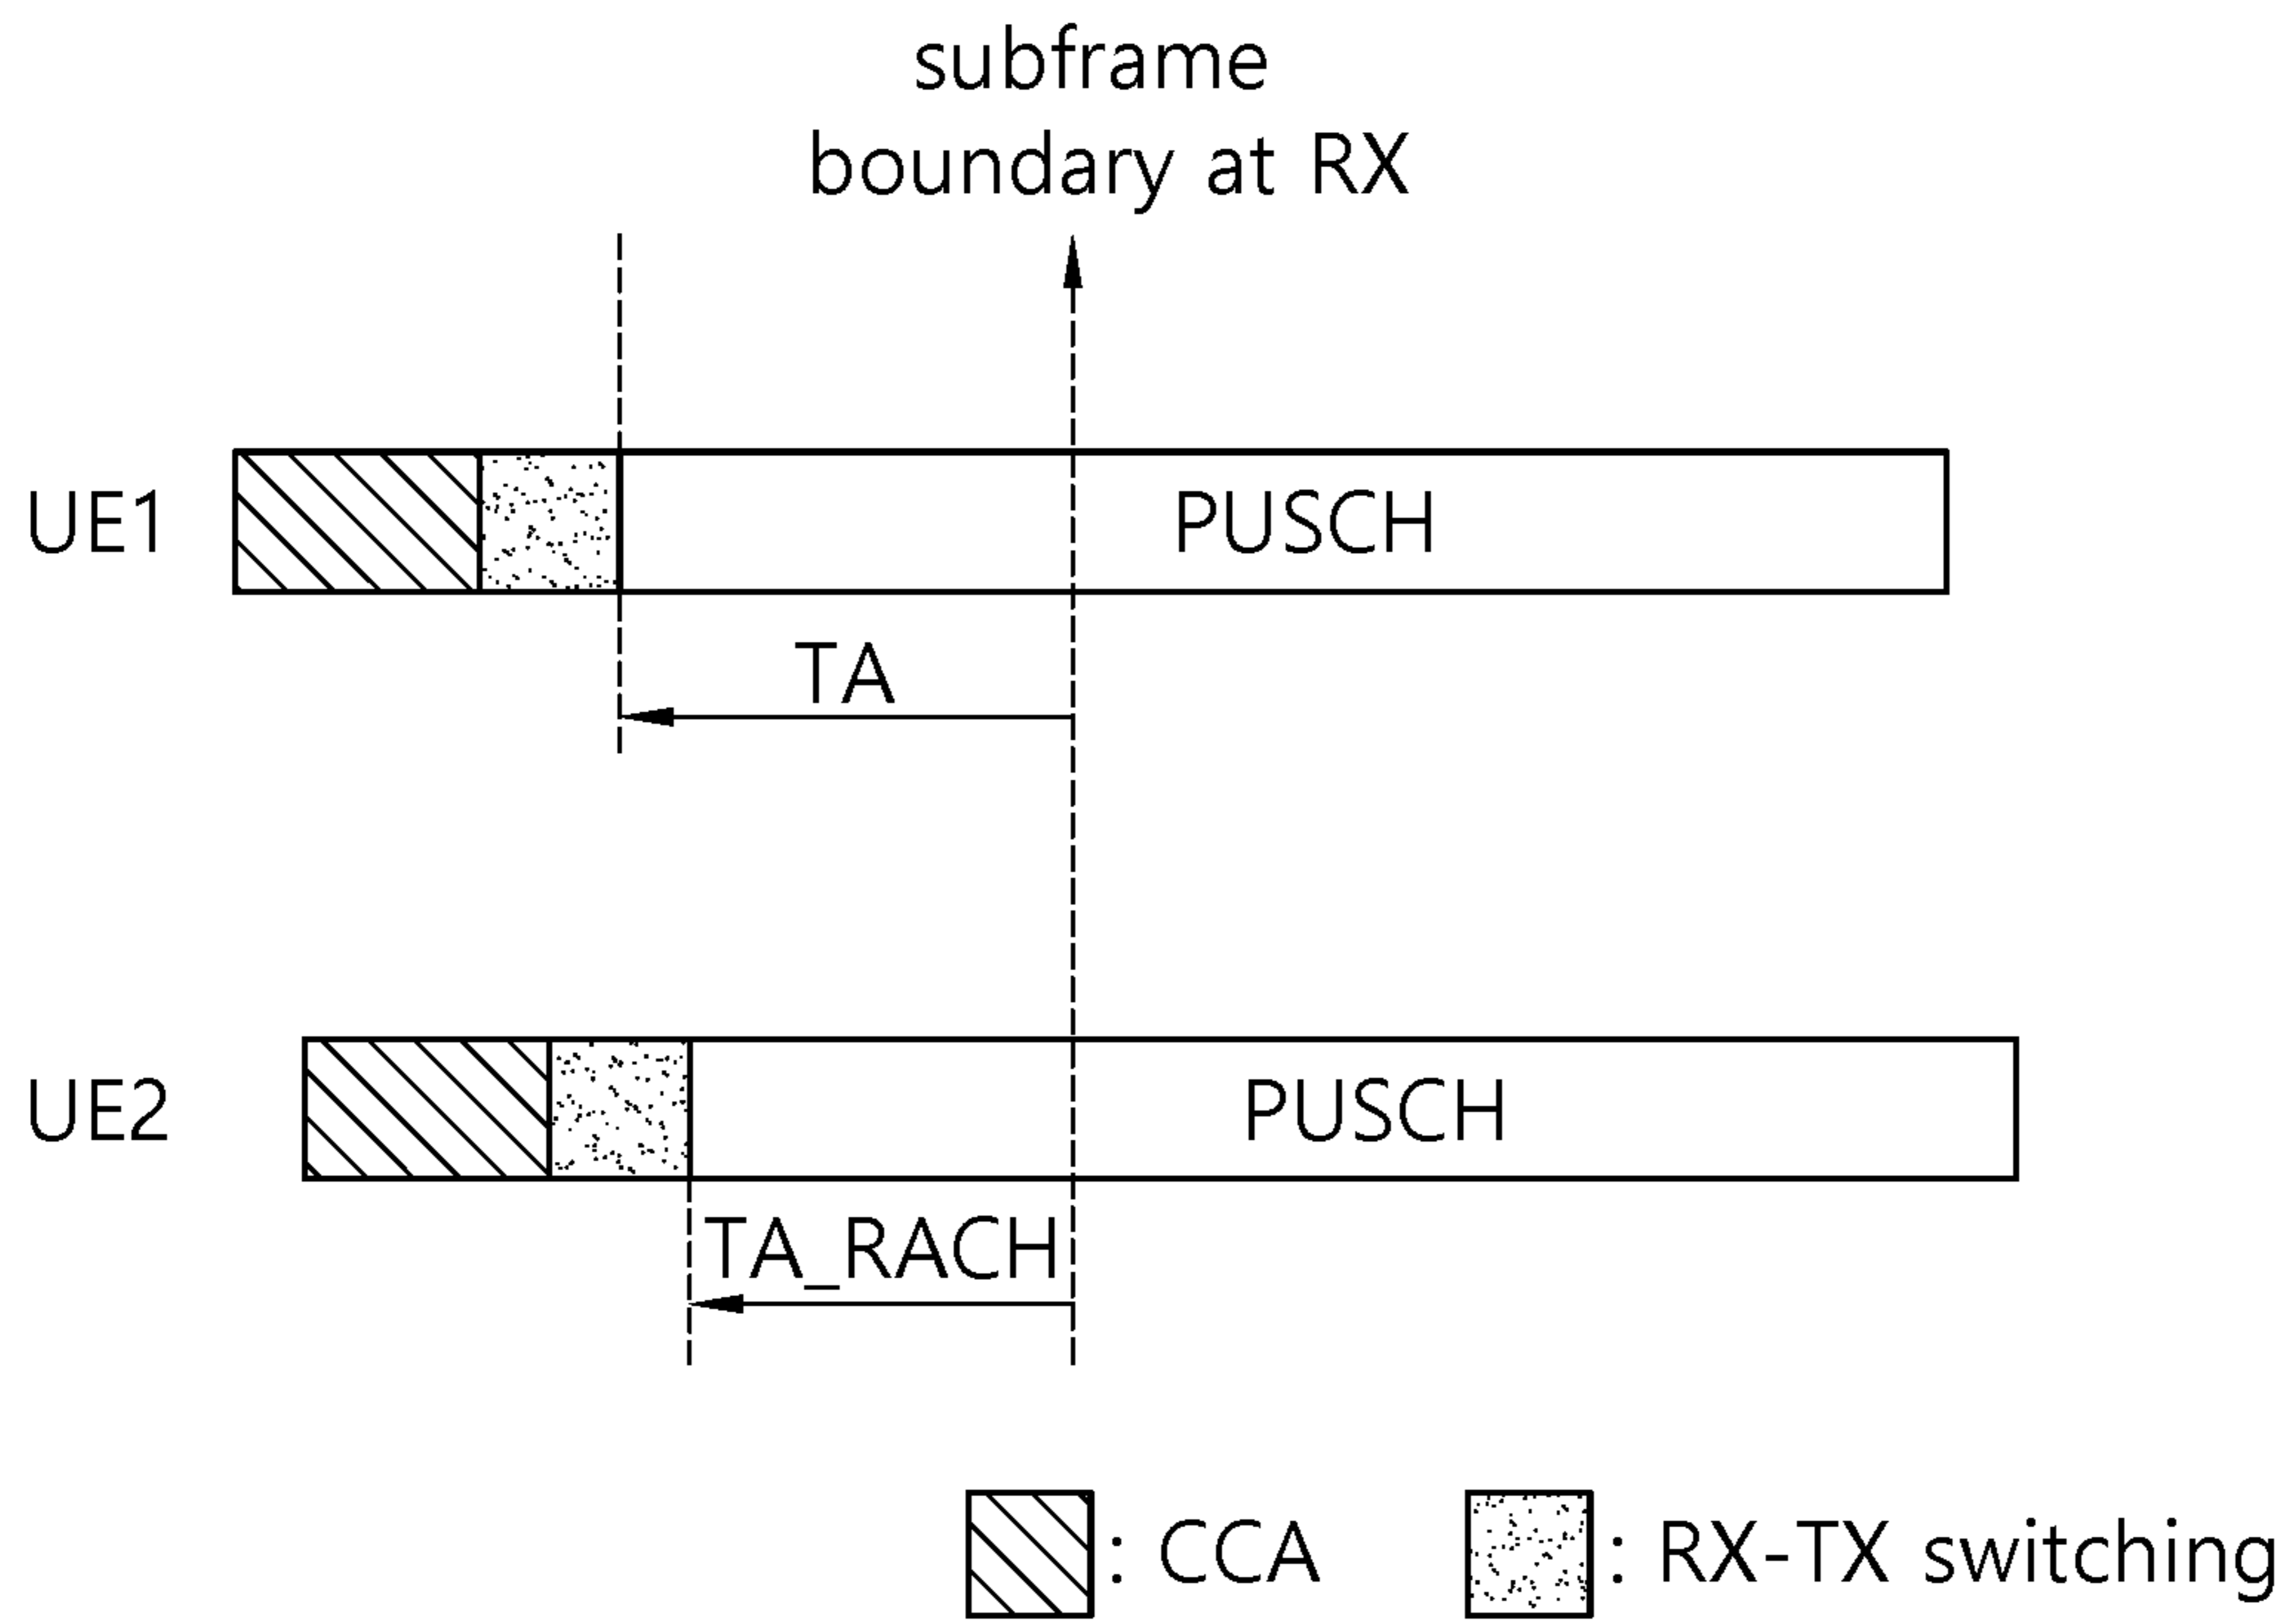 subframe
boundary at RX
UE1
PUSCH
TA
UE2
PUSCH
TA_RACH
: CCA
: RX-TX switching